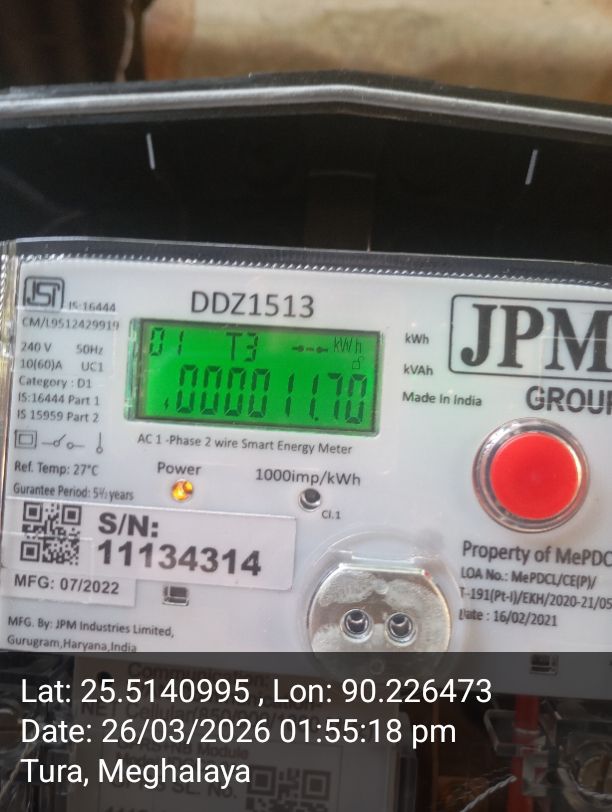 ISI
IS:16444
CM/L9512429919
240 V 50Hz
10(60)A UC1
Category : D1
IS:16444 Part 1
IS 15959 Part 2
Ref. Temp: 27°C
Gurantee Period: 5½ years
DDZ1513
01 T3 kWh
000011.70
kWh
kVAh
Made In India
JPM
GROUP
AC 1 -Phase 2 wire Smart Energy Meter
Power
1000imp/kWh
Cl.1
S/N:
11134314
MFG: 07/2022
MFG. By: JPM Industries Limited,
Gurugram,Haryana,India
Property of MePDC
LOA No.: MePDCL/CE(P)/
T-191(Pt-I)/EKH/2020-21/05
Date : 16/02/2021
Lat: 25.5140995 , Lon: 90.226473
Date: 26/03/2026 01:55:18 pm
Tura, Meghalaya